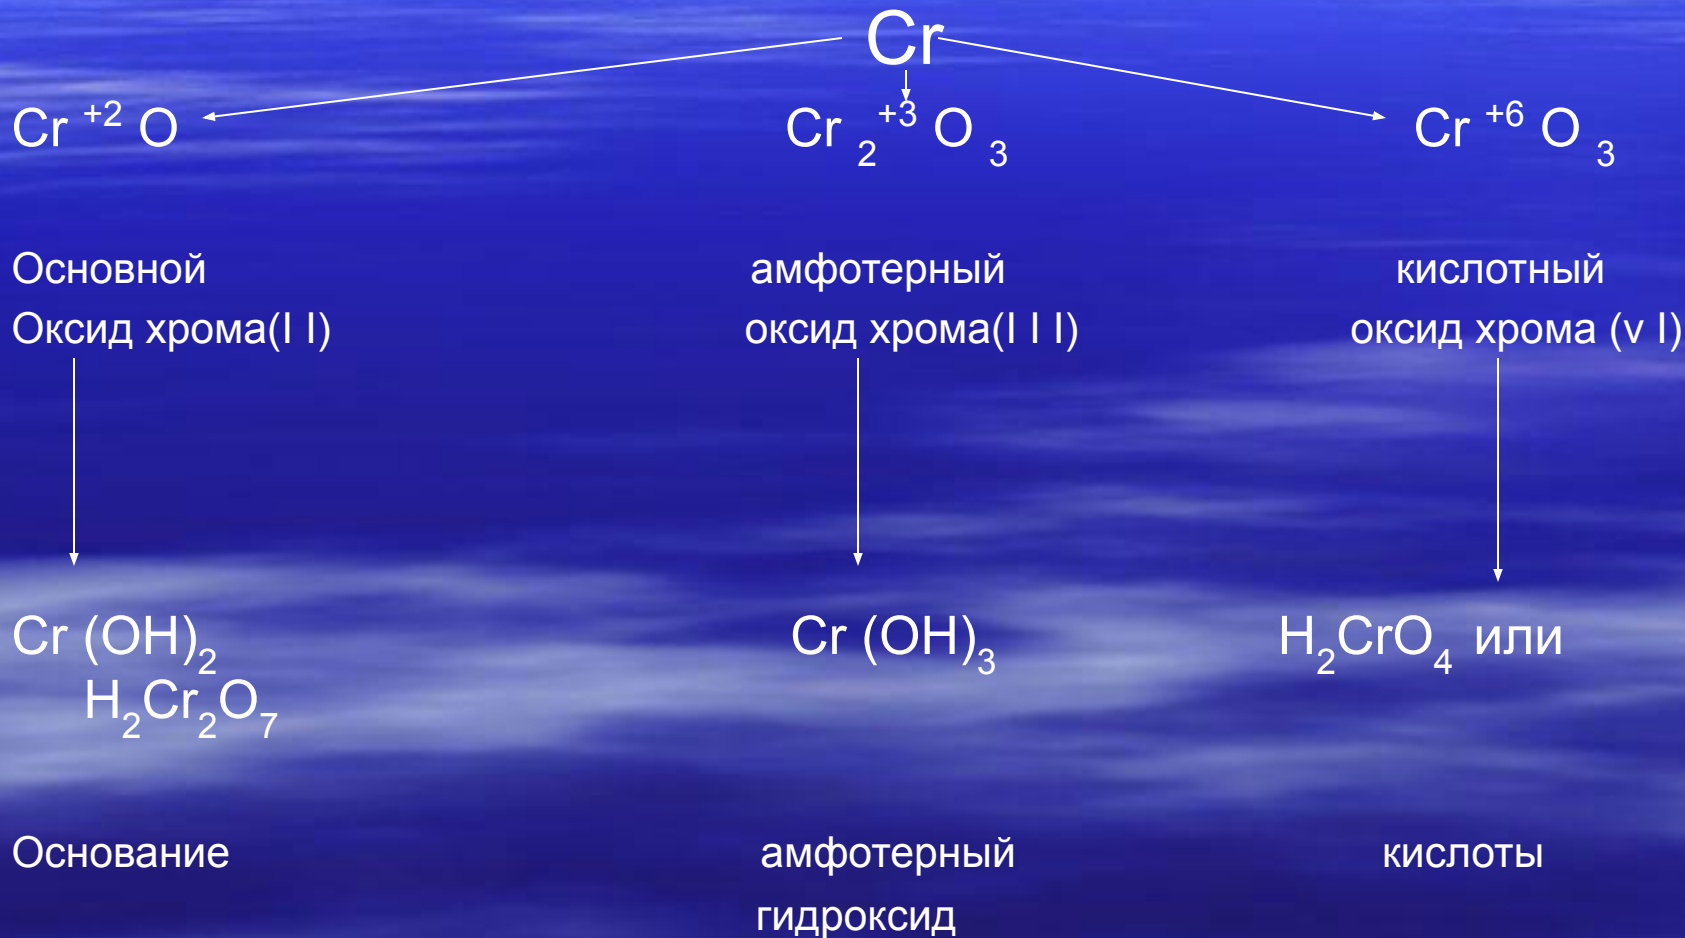 Cr
Cr +2 O Cr 2 +3 O 3 Cr +6 O 3
Основной амфотерный кислотный
Оксид хрома(I I) оксид хрома(I I I) оксид хрома (v I)
Cr (OH)2 Cr (OH)3 H2CrO4 или
H2Cr2O7
Основание амфотерный кислоты
гидроксид